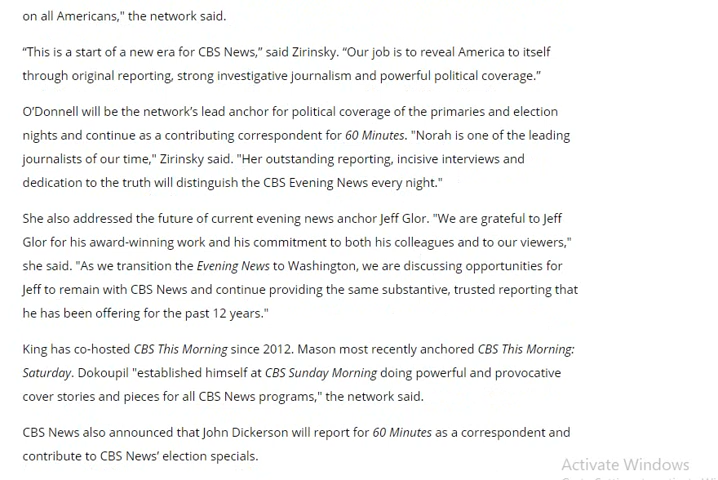 on all Americans," the network said.
“This is a start of a new era for CBS News,” said Zirinsky. “Our job is to reveal America to itself
through original reporting, strong investigative journalism and powerful political coverage.”
O’Donnell will be the network’s lead anchor for political coverage of the primaries and election
nights and continue as a contributing correspondent for 60 Minutes. "Norah is one of the leading
journalists of our time," Zirinsky said. "Her outstanding reporting, incisive interviews and
dedication to the truth will distinguish the CBS Evening News every night."
She also addressed the future of current evening news anchor Jeff Glor. "We are grateful to Jeff
Glor for his award-winning work and his commitment to both his colleagues and to our viewers,"
she said. "As we transition the Evening News to Washington, we are discussing opportunities for
Jeff to remain with CBS News and continue providing the same substantive, trusted reporting that
he has been offering for the past 12 years."
King has co-hosted CBS This Morning since 2012. Mason most recently anchored CBS This Morning:
Saturday. Dokoupil "established himself at CBS Sunday Morning doing powerful and provocative
cover stories and pieces for all CBS News programs," the network said.
CBS News also announced that John Dickerson will report for 60 Minutes as a correspondent and
contribute to CBS News’ election specials.
Activate Windows